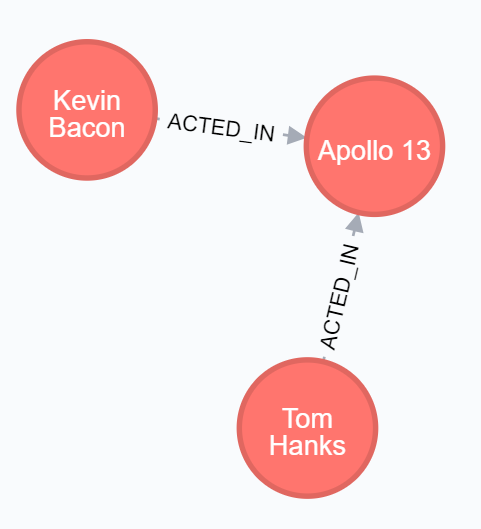 Kevin
Bacon
ACTED_IN
Apollo 13
ACTED_IN
Tom
Hanks